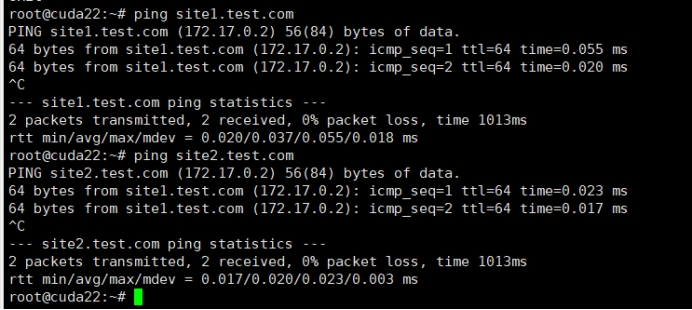 root@cuda22:~# ping site1.test.com
PING site1.test.com (172.17.0.2) 56(84) bytes of data.
64 bytes from site1.test.com (172.17.0.2): icmp_seq=1 ttl=64 time=0.055 ms
64 bytes from site1.test.com (172.17.0.2): icmp_seq=2 ttl=64 time=0.020 ms
^C
--- site1.test.com ping statistics ---
2 packets transmitted, 2 received, 0% packet loss, time 1013ms
rtt min/avg/max/mdev = 0.020/0.037/0.055/0.018 ms
root@cuda22:~# ping site2.test.com
PING site2.test.com (172.17.0.2) 56(84) bytes of data.
64 bytes from site1.test.com (172.17.0.2): icmp_seq=1 ttl=64 time=0.023 ms
64 bytes from site1.test.com (172.17.0.2): icmp_seq=2 ttl=64 time=0.017 ms
^C
--- site2.test.com ping statistics ---
2 packets transmitted, 2 received, 0% packet loss, time 1013ms
rtt min/avg/max/mdev = 0.017/0.020/0.023/0.003 ms
root@cuda22:~#